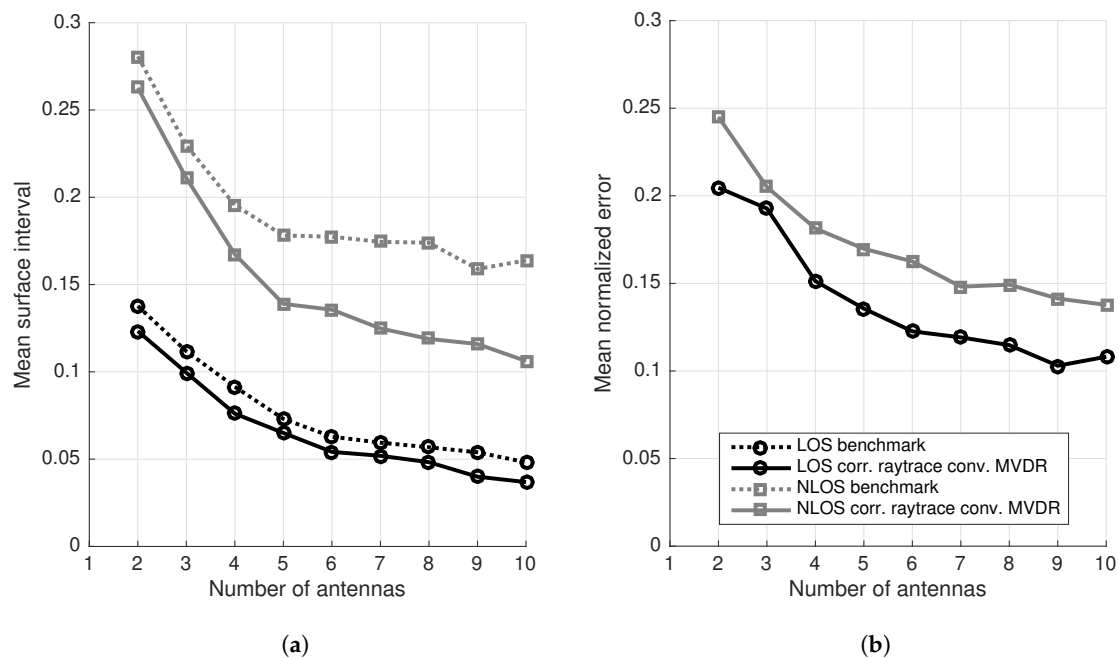 0.3
0.25
0.2
0.15
0.1
0.05
0
Mean surface interval
1 2 3 4 5 6 7 8 9 10
Number of antennas
(a)
0.3
0.25
0.2
0.15
0.1
0.05
0
Mean normalized error
LOS benchmark
LOS corr. raytrace conv. MVDR
NLOS benchmark
NLOS corr. raytrace conv. MVDR
1 2 3 4 5 6 7 8 9 10
Number of antennas
(b)